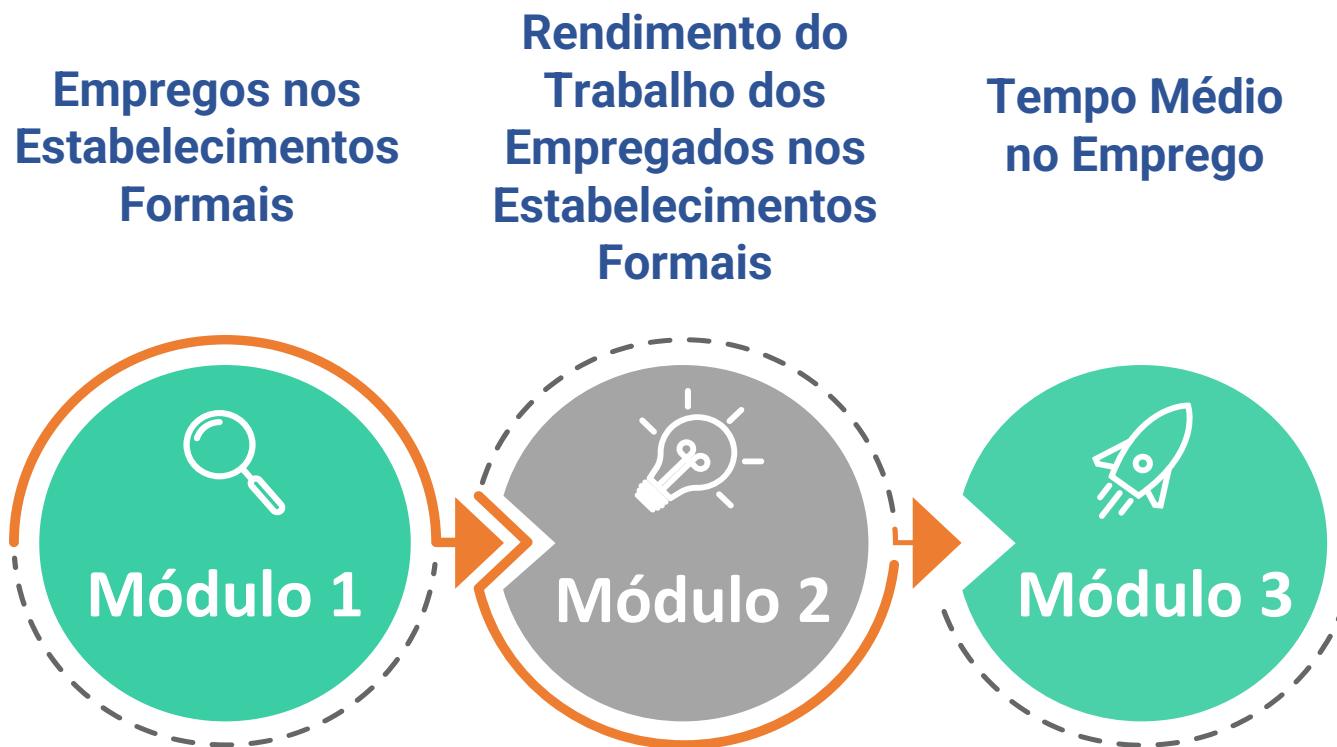 Empregos nos
Estabelecimentos
Formais
Rendimento do
Trabalho dos
Empregados nos
Estabelecimentos
Formais
Tempo Médio
no Emprego
Módulo 1
Módulo 2
Módulo 3